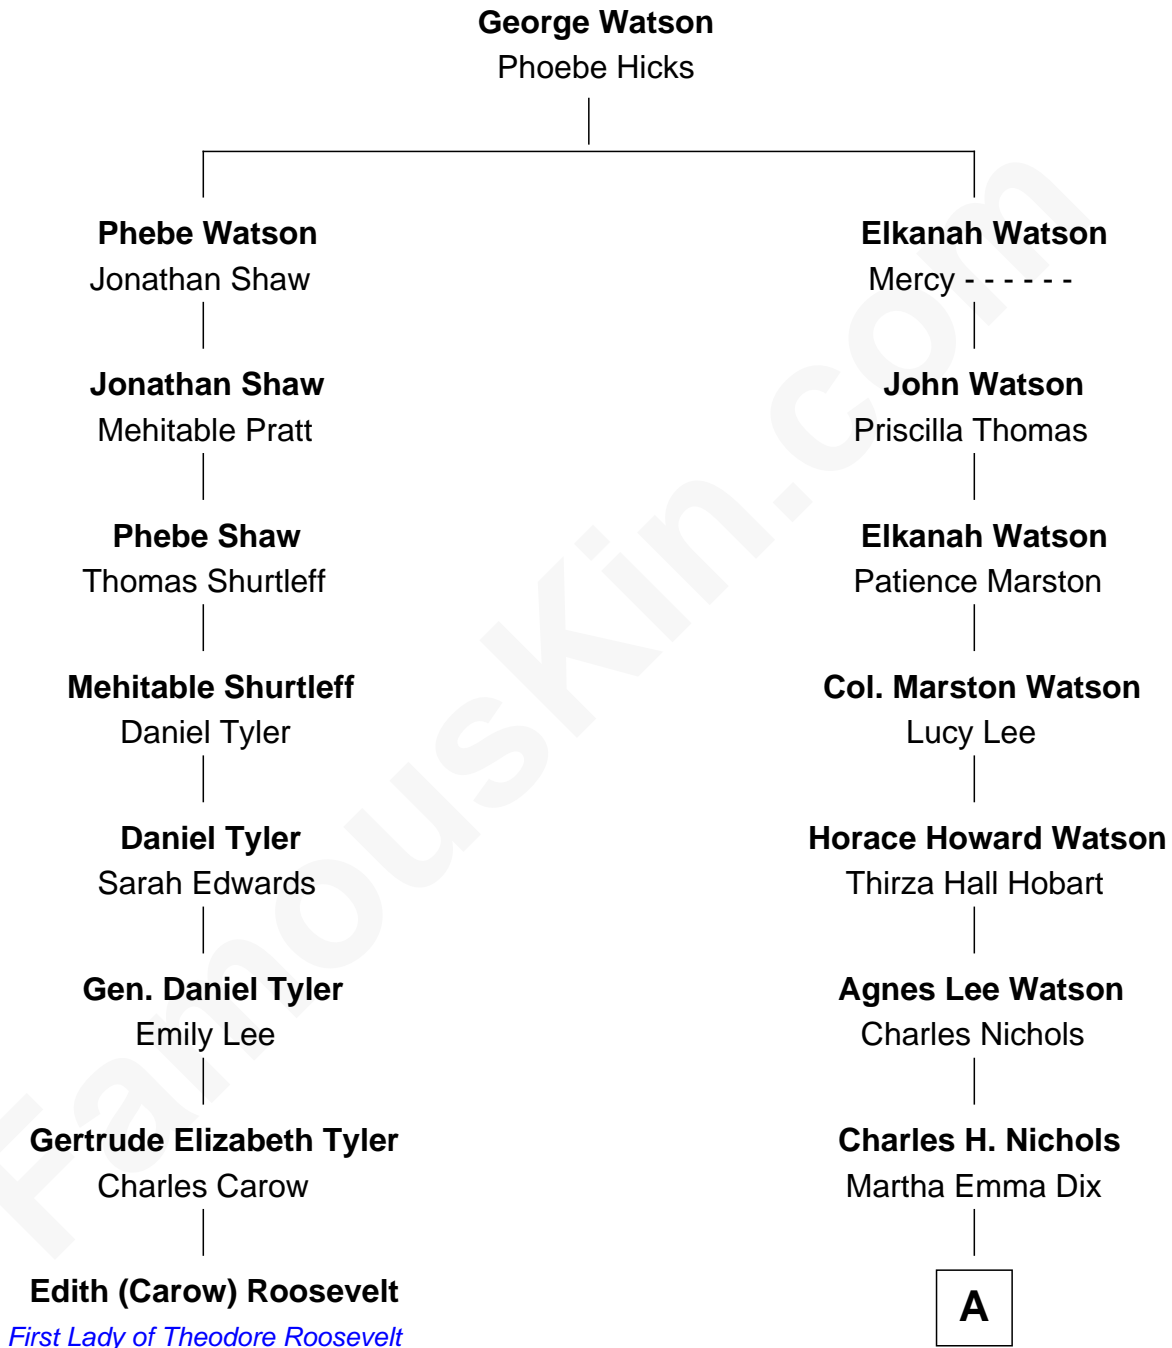 George Watson
Phoebe Hicks
Phebe Watson
Jonathan Shaw
Elkanah Watson
Mercy - - - - - -
Jonathan Shaw
Mehitable Pratt
John Watson
Priscilla Thomas
Phebe Shaw
Thomas Shurtleff
Elkanah Watson
Patience Marston
Mehitable Shurtleff
Daniel Tyler
Col. Marston Watson
Lucy Lee
Daniel Tyler
Sarah Edwards
Horace Howard Watson
Thirza Hall Hobart
Gen. Daniel Tyler
Emily Lee
Agnes Lee Watson
Charles Nichols
Gertrude Elizabeth Tyler
Charles Carow
Charles H. Nichols
Martha Emma Dix
Edith (Carow) Roosevelt
First Lady of Theodore Roosevelt
A
FamousKin.com